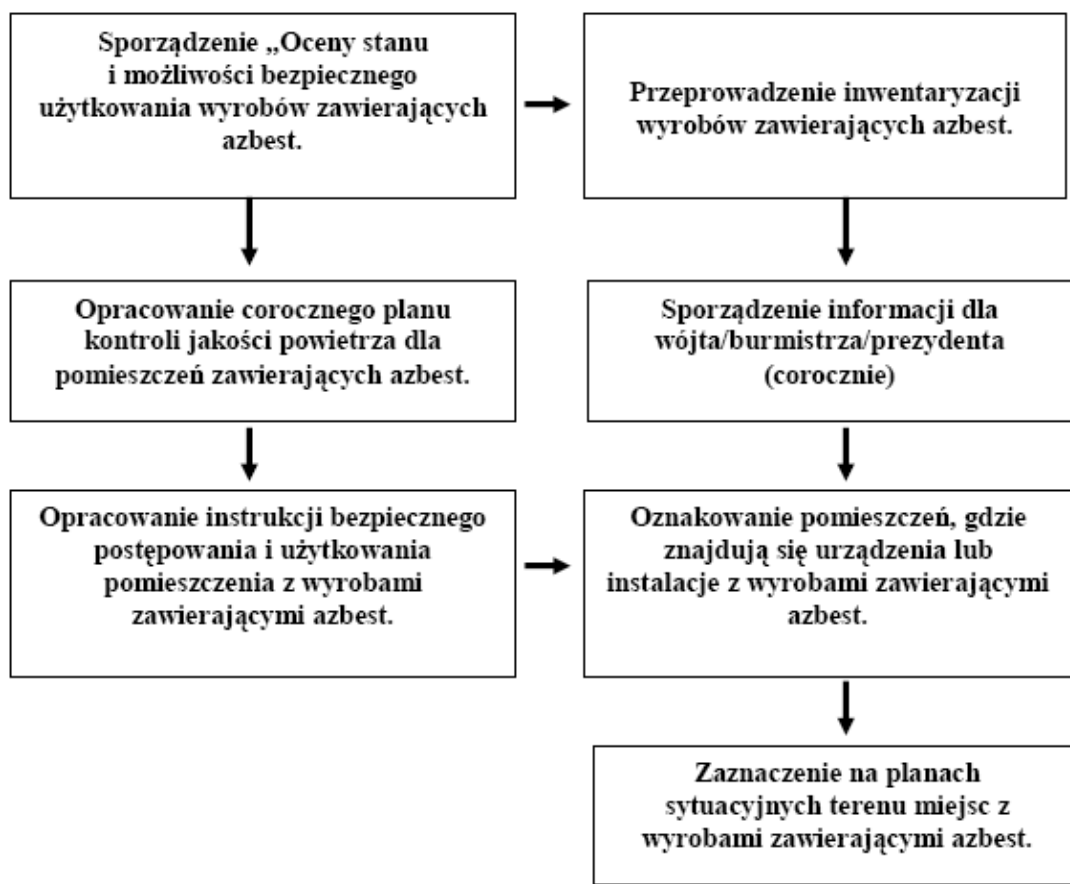 Sporządzenie „Oceny stanu
i możliwości bezpiecznego
użytkowania wyrobów zawierających
azbest.
Przeprowadzenie inwentaryzacji
wyrobów zawierających azbest.
Opracowanie corocznego planu
kontroli jakości powietrza dla
pomieszczeń zawierających azbest.
Sporządzenie informacji dla
wójta/burmistrza/prezydenta
(corocznie)
Opracowanie instrukcji bezpiecznego
postępowania i użytkowania
pomieszczenia z wyrobami
zawierającymi azbest.
Oznakowanie pomieszczeń, gdzie
znajdują się urządzenia lub
instalacje z wyrobami zawierającymi
azbest.
Zaznaczenie na planach
sytuacyjnych terenu miejsc z
wyrobami zawierającymi azbest.